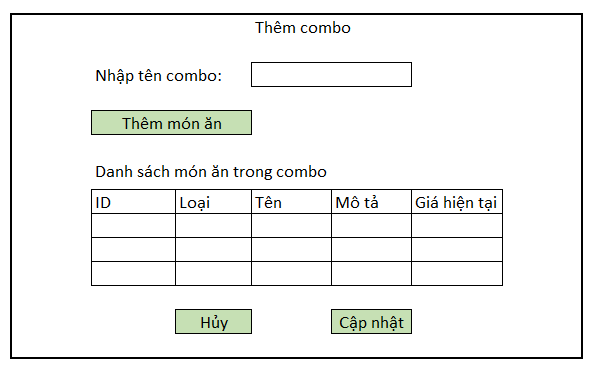 Thêm combo
Nhập tên combo:
Thêm món ăn
Danh sách món ăn trong combo
ID Loại Tên Mô tả Giá hiện tại
Hủy Cập nhật